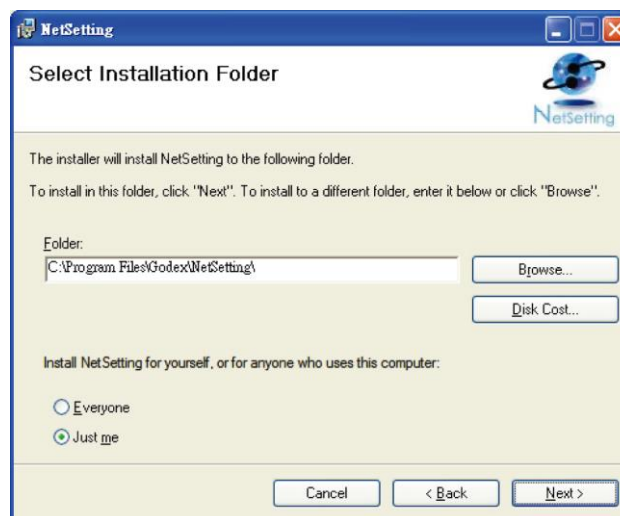 NetSetting
Select Installation Folder
NetSetting
The installer will install NetSetting to the following folder.
To install in this folder, click "Next". To install to a different folder, enter it below or click "Browse".
Folder:
C:\Program Files\Godex\NetSetting\
Browse...
Disk Cost...
Install NetSetting for yourself, or for anyone who uses this computer:
Everyone
Just me
Cancel
< Back
Next >